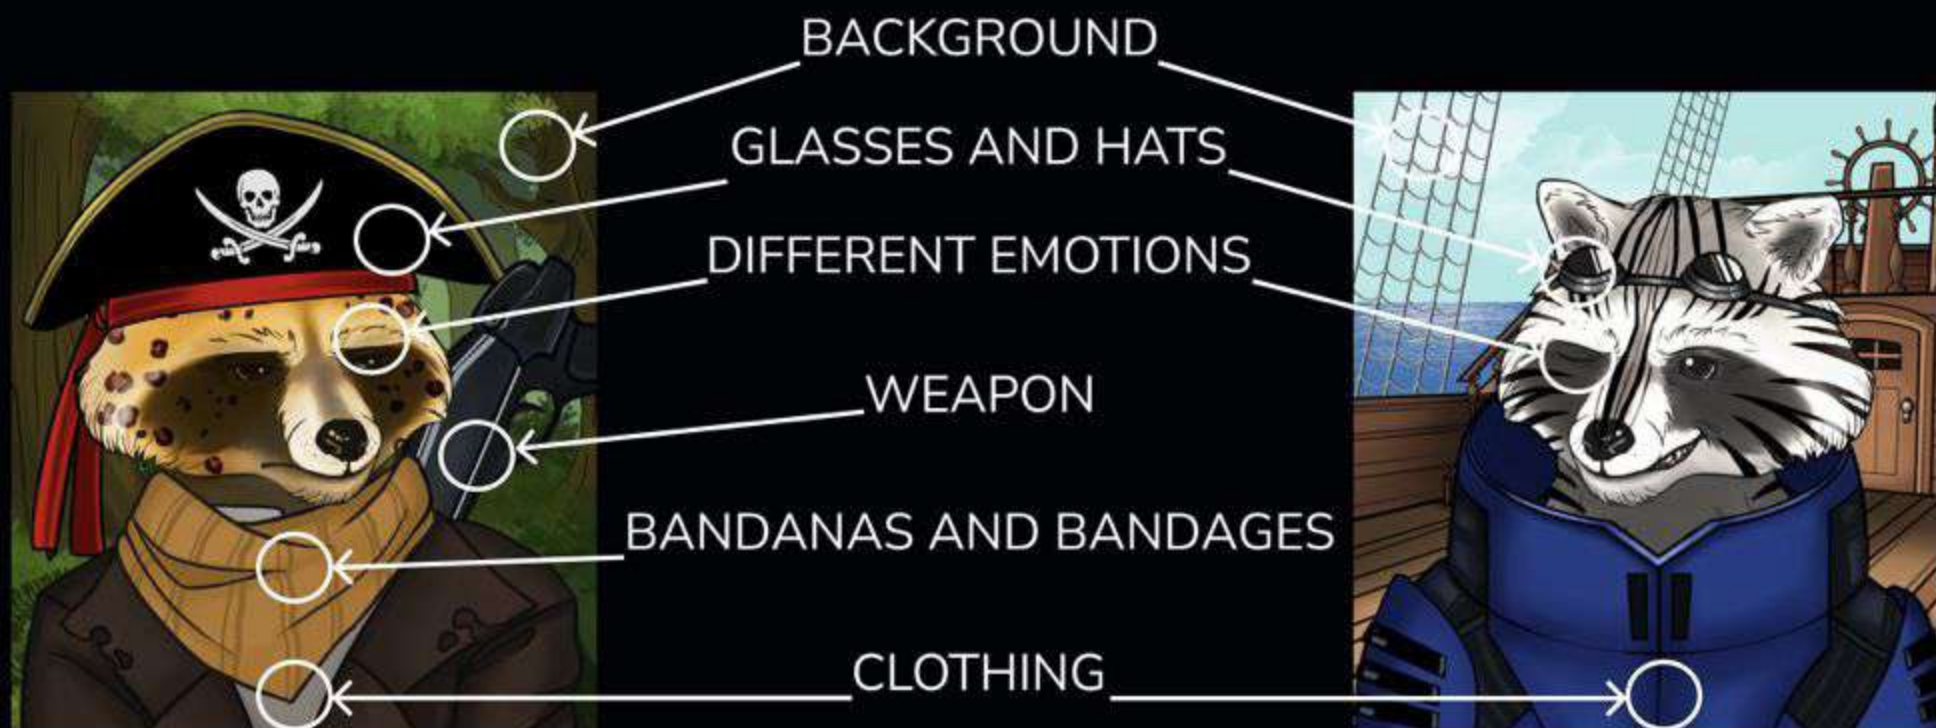 BACKGROUND
GLASSES AND HATS
DIFFERENT EMOTIONS
WEAPON
BANDANAS AND BANDAGES
CLOTHING